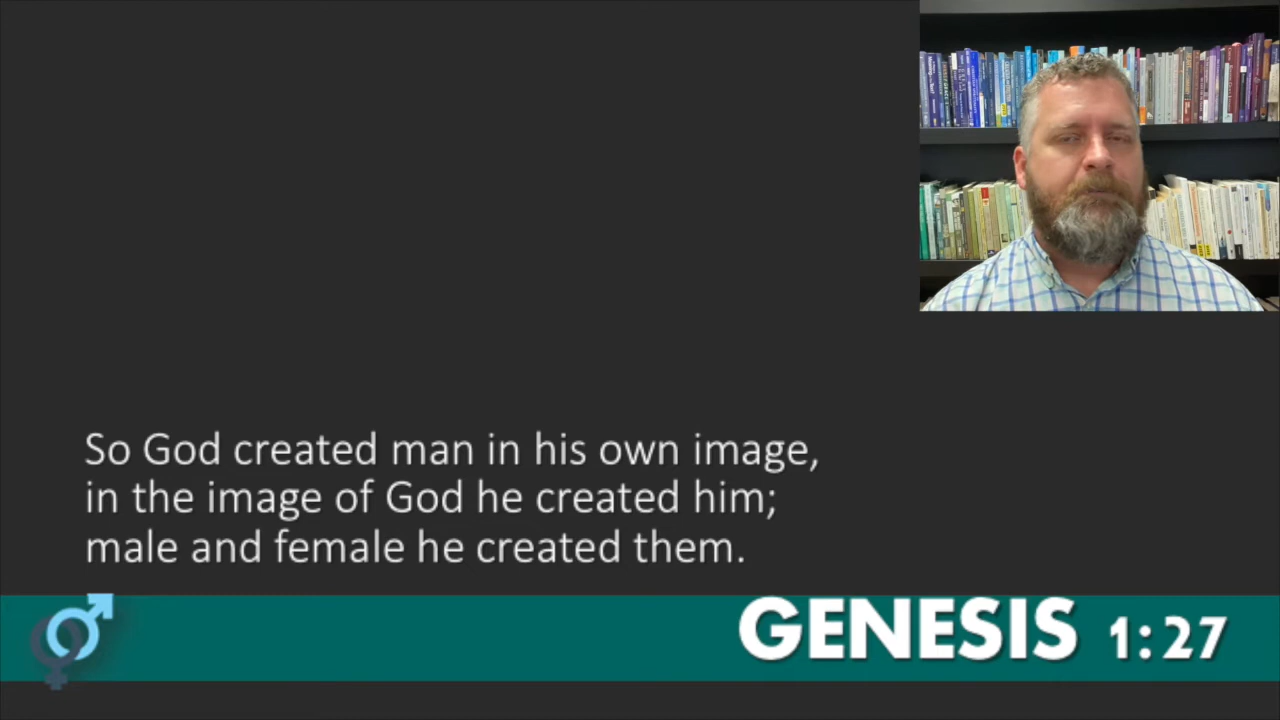 So God created man in his own image,
in the image of God he created him;
male and female he created them.
GENESIS 1:27